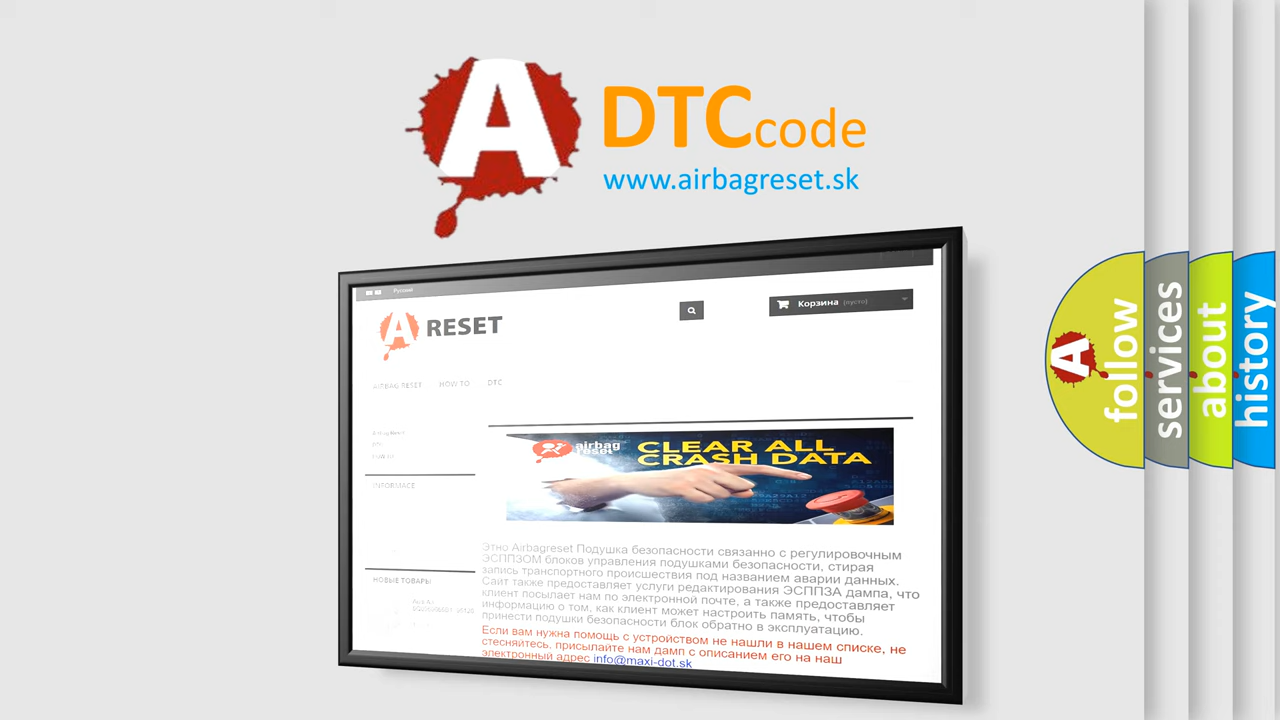 A
DTCcode
www.airbagreset.sk
Русский
A RESET
Корзина (пусто)
AIRBAG RESET HOW TO DTC
Airbag Reset
DTC
INFORMACE
airbag
reset
CLEAR ALL
CRASH DATA
Этно Airbagreset Подушка безопасности связанно с регулировочным
ЭСППЗОМ блоков управления подушками безопасности, стирая
запись транспортного происшествия под названием аварии данных.
Сайт также предоставляет услуги редактирования ЭСППЗА дампа, что
клиент посылает нам по электронной почте, а также предоставляет
информацию о том, как клиент может настроить память, чтобы
принести подушки безопасности блок обратно в эксплуатацию.
Если вам нужна помощь с устройством не нашли в нашем списке, не
стесняйтесь, присылайте нам дамп с описанием его на наш
электронный адрес info@maxi-dot.sk
НОВЫЕ ТОВАРЫ
A follow
services
about
history